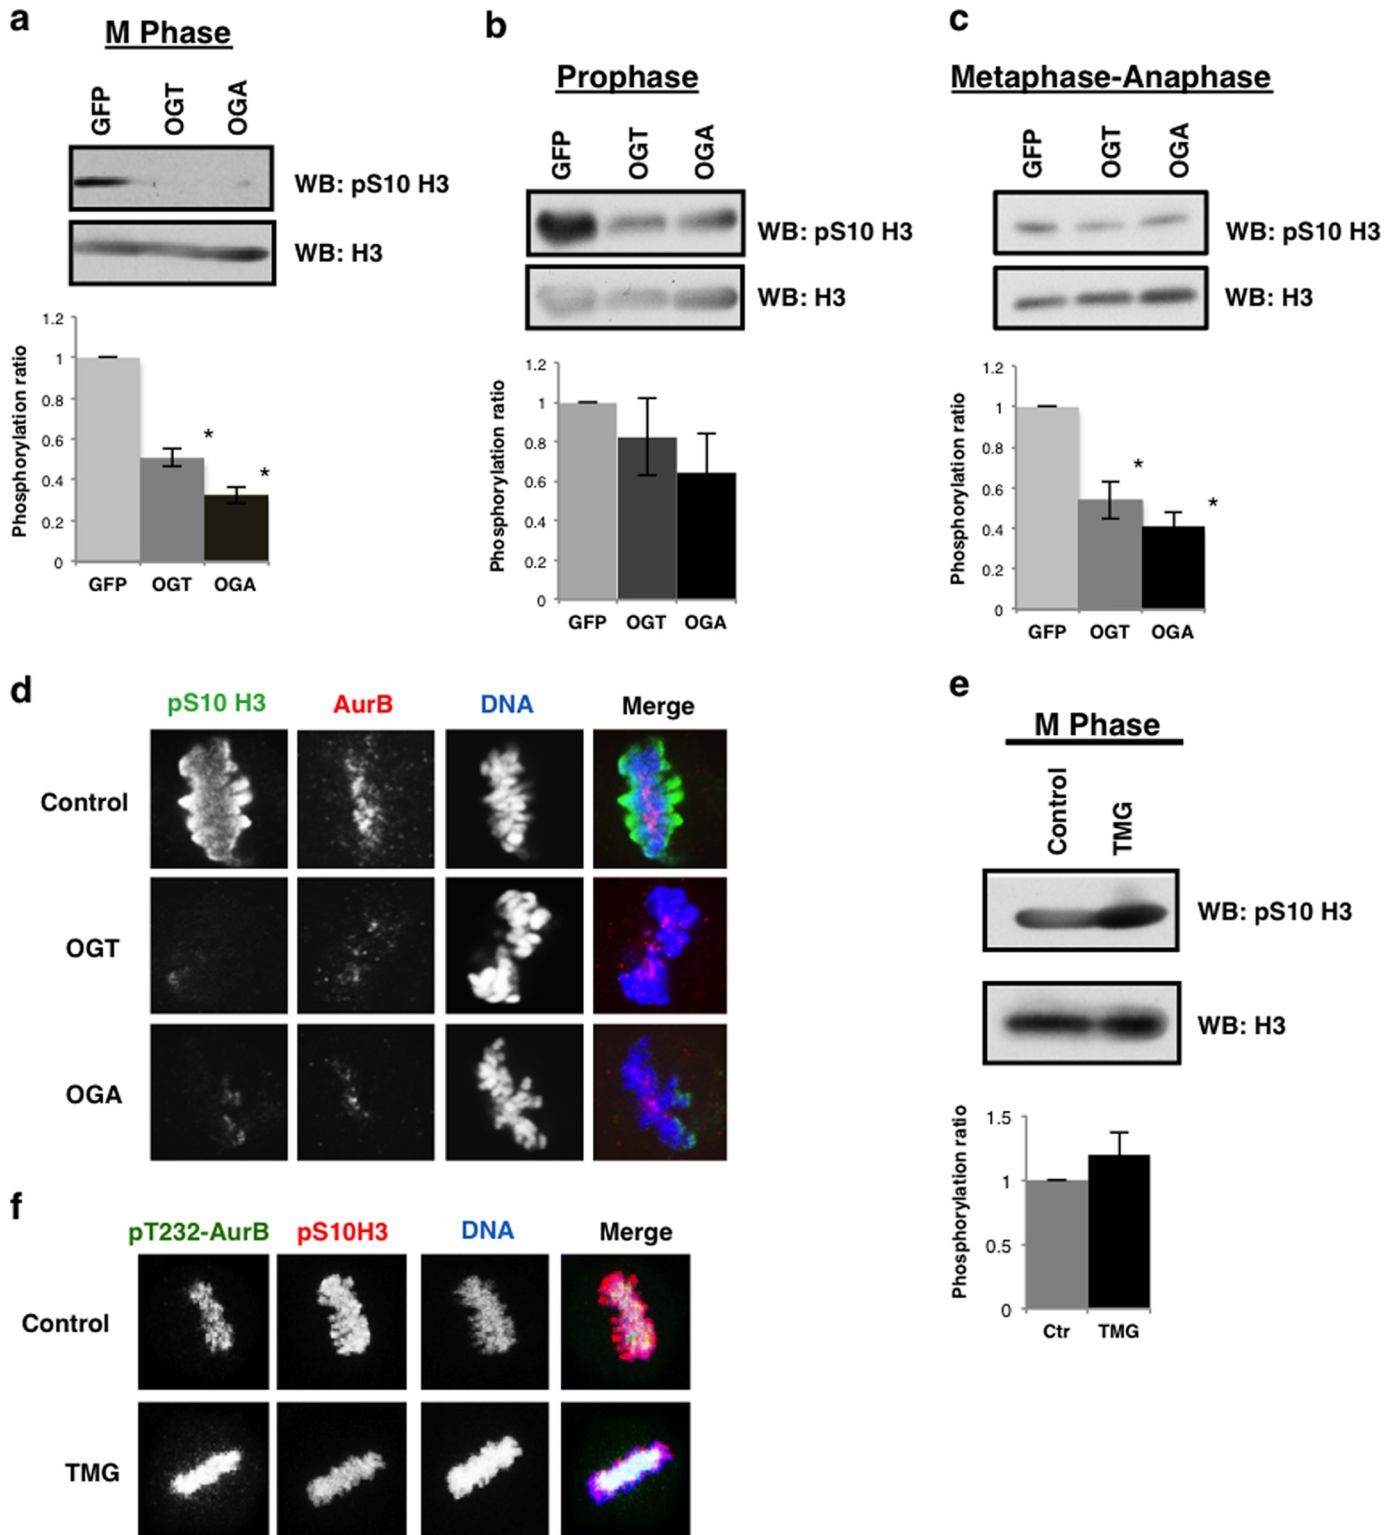 a
M Phase
GFP OGT OGA
WB: pS10 H3
WB: H3
Phosphorylation ratio
1.2
1
0.8
0.6
0.4
0.2
0
*
*
GFP OGT OGA
b
Prophase
GFP OGT OGA
WB: pS10 H3
WB: H3
Phosphorylation ratio
1.2
1
0.8
0.6
0.4
0.2
0
GFP OGT OGA
c
Metaphase-Anaphase
GFP OGT OGA
WB: pS10 H3
WB: H3
Phosphorylation ratio
1.2
1
0.8
0.6
0.4
0.2
0
*
*
GFP OGT OGA
d
pS10 H3 AurB DNA Merge
Control
OGT
OGA
e
M Phase
Control TMG
WB: pS10 H3
WB: H3
Phosphorylation ratio
1.5
1
0.5
0
Ctr TMG
f
pT232-AurB pS10H3 DNA Merge
Control
TMG